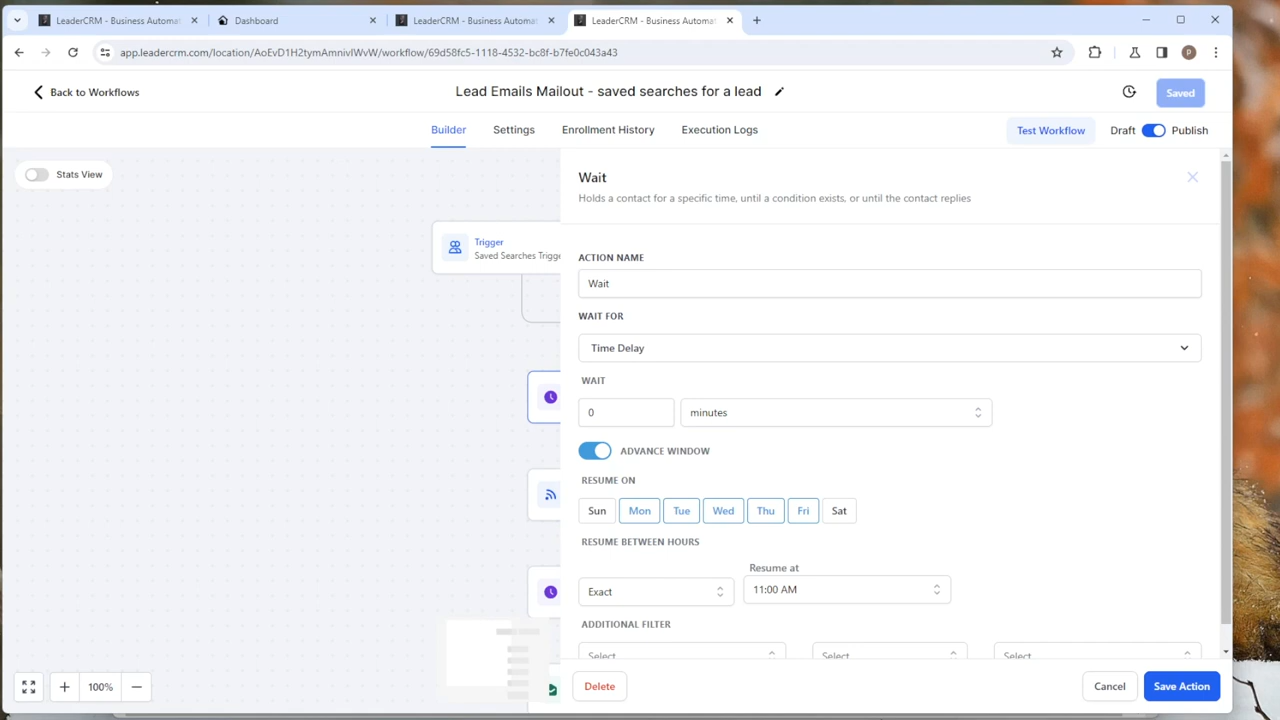 LeaderCRM - Business Automat
Dashboard
LeaderCRM - Business Automat
LeaderCRM - Business Automat
app.leadercrm.com/location/AoEvD1H2tymAmnivIWvW/workflow/69d58fc5-1118-4532-bc8f-b7fe0c043a43
P
Back to Workflows
Lead Emails Mailout - saved searches for a lead
Saved
Builder
Settings
Enrollment History
Execution Logs
Test Workflow
Draft
Publish
Stats View
Trigger
Saved Searches Trigge
Wait
Holds a contact for a specific time, until a condition exists, or until the contact replies
ACTION NAME
Wait
WAIT FOR
Time Delay
WAIT
0
minutes
ADVANCE WINDOW
RESUME ON
Sun Mon Tue Wed Thu Fri Sat
RESUME BETWEEN HOURS
Resume at
Exact
11:00 AM
ADDITIONAL FILTER
Select
Select
Select
100%
Delete
Cancel
Save Action